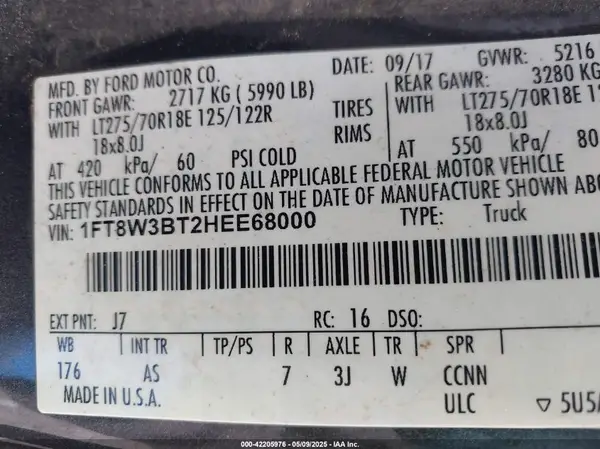 MFD. BY FORD MOTOR CO.
DATE: 09/17 GVWR: 5216
FRONT GAWR: 2717 KG ( 5990 LB)
REAR GAWR: 3280 KG
WITH LT275/70R18E 125/122R TIRES WITH LT275/70R18E
18x8.0J RIMS 18x8.0J
AT 420 kPa/ 60 PSI COLD AT 550 kPa/ 80
THIS VEHICLE CONFORMS TO ALL APPLICABLE FEDERAL MOTOR VEHICLE
SAFETY STANDARDS IN EFFECT ON THE DATE OF MANUFACTURE SHOWN
VIN: 1FT8W3BT2HEE68000 TYPE: Truck
EXT PNT: J7 RC: 16 DSO:
WB INT TR TP/PS R AXLE TR SPR
176 AS 7 3J W CCNN
MADE IN U.S.A. ULC
000-42205976 | 05/09/2025 - IAA, Inc.